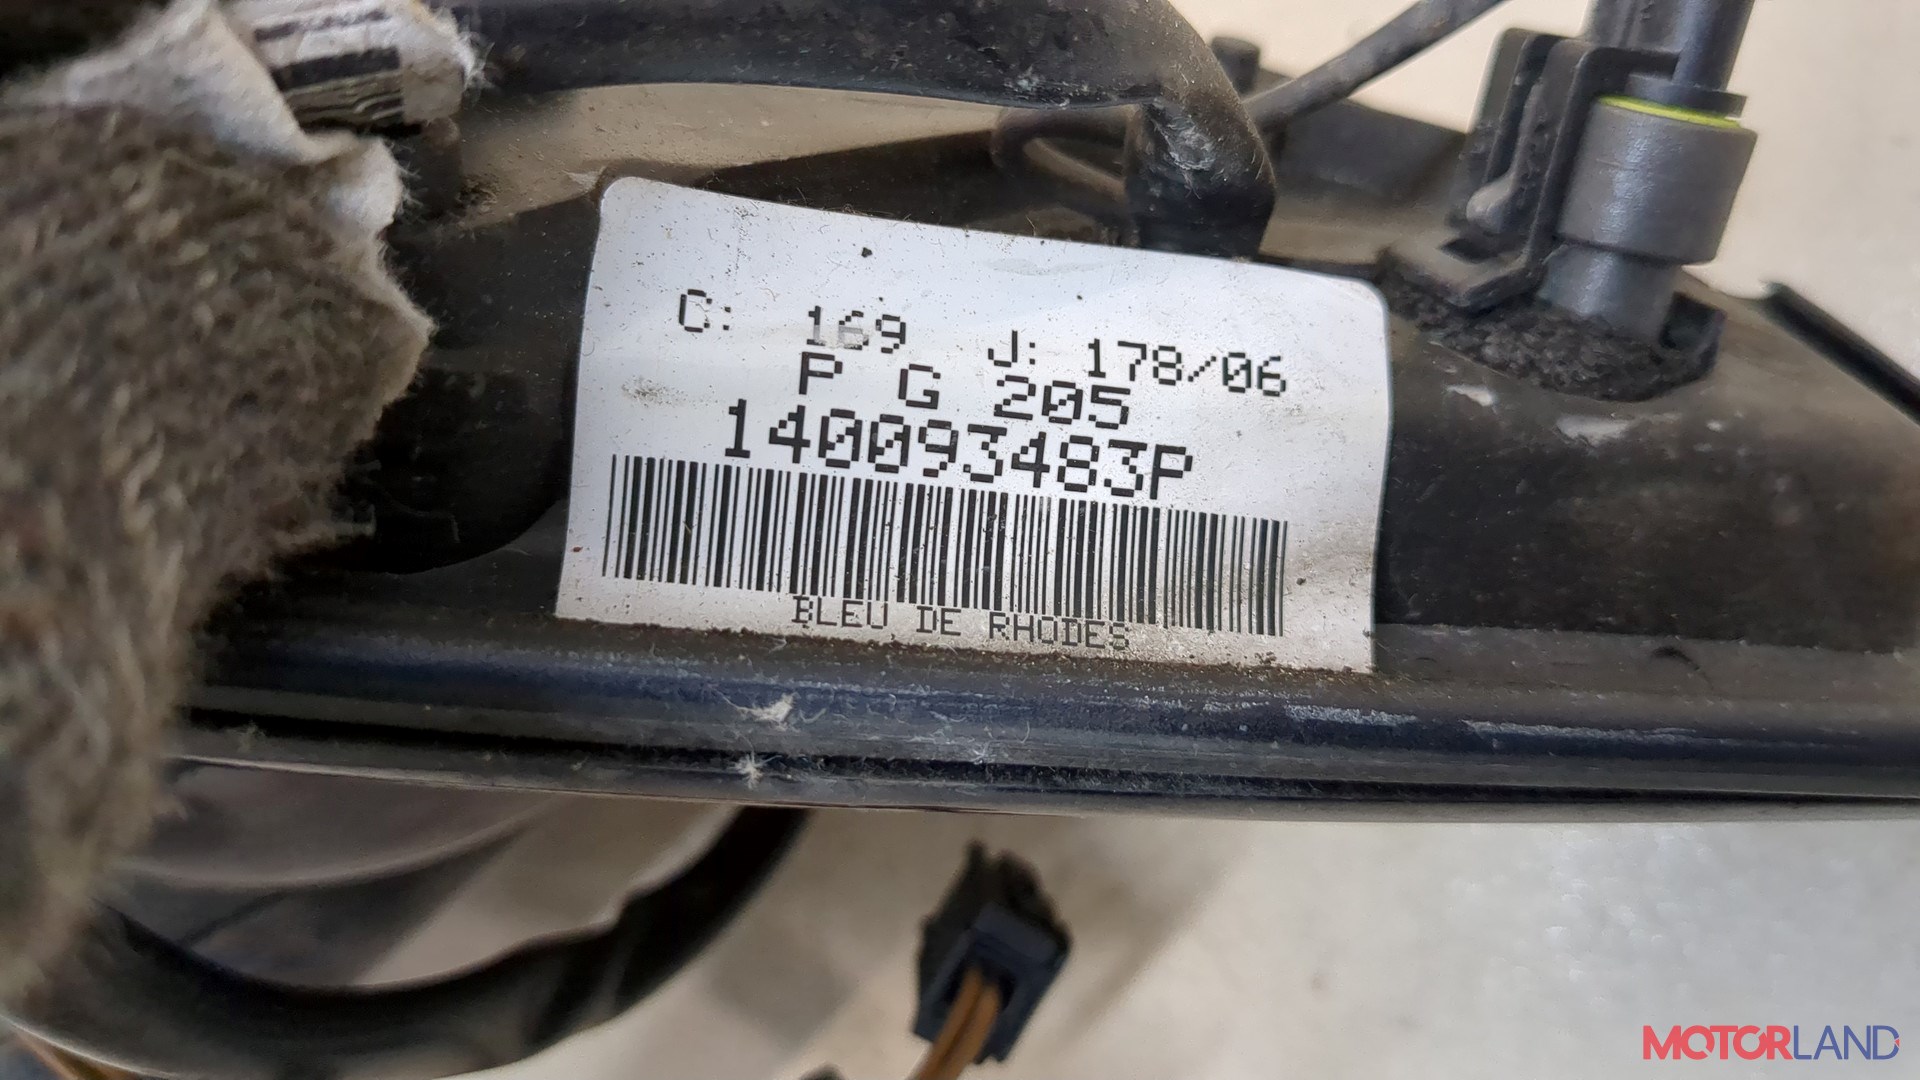 C: 169 J: 178/06
P G 205
140093483P
BLEU DE RHODES
MOTORLAND